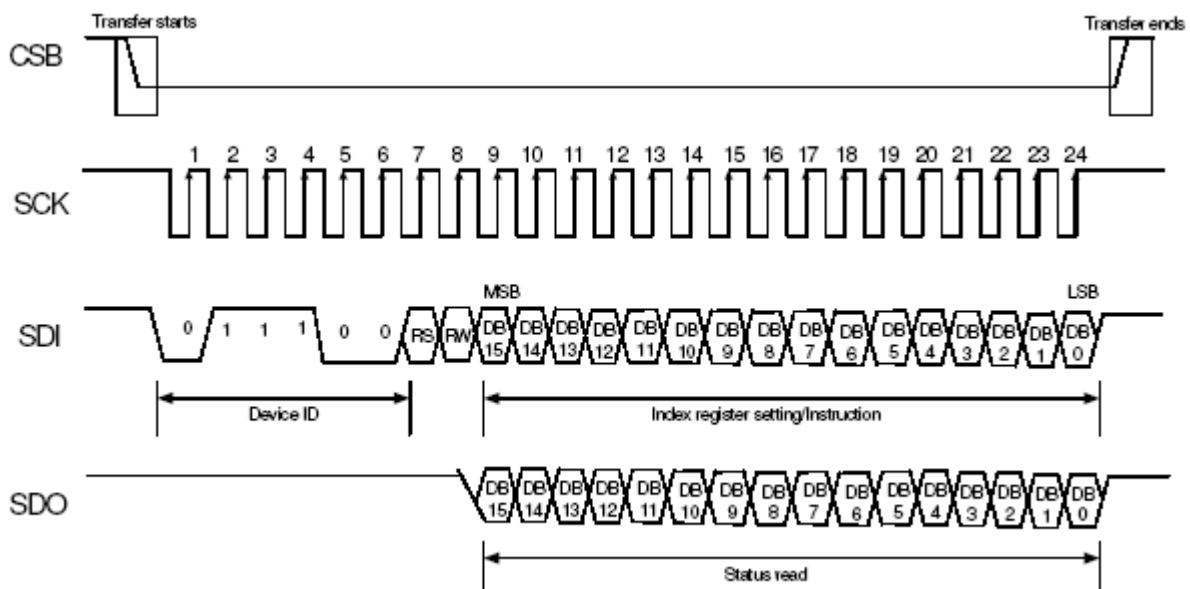 Transfer starts
Transfer ends
CSB
1 2 3 4 5 6 7 8 9 10 11 12 13 14 15 16 17 18 19 20 21 22 23 24
SCK
MSB
LSB
SDI
0 1 1 1 0 0 RS RW DB 15 DB 14 DB 13 DB 12 DB 11 DB 10 DB 9 DB 8 DB 7 DB 6 DB 5 DB 4 DB 3 DB 2 DB 1 DB 0
Device ID
Index register setting/Instruction
SDO
DB 15 DB 14 DB 13 DB 12 DB 11 DB 10 DB 9 DB 8 DB 7 DB 6 DB 5 DB 4 DB 3 DB 2 DB 1 DB 0
Status read